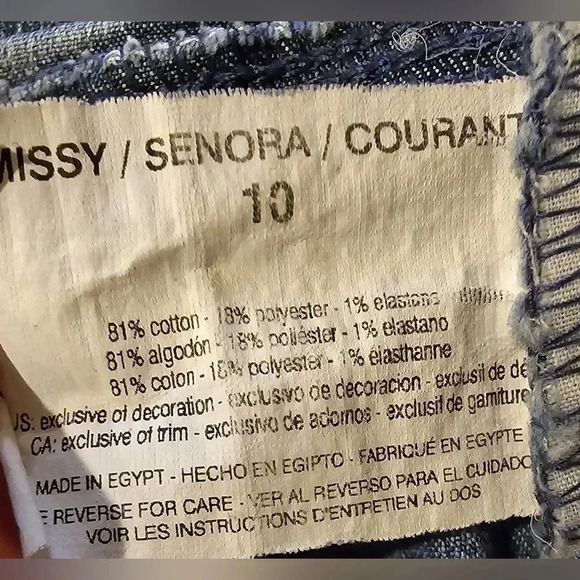 MISSY / SENORA / COURANT
10
81% cotton - 18% polyester - 1% elastane
81% algodón - 18% poliéster - 1% elastano
81% coton - 18% polyester - 1% élasthanne
US: exclusive of decoration - exclusivo de decoracion - exclusif de dé
CA: exclusive of trim - exclusivo de adornos - exclusif de garniture
MADE IN EGYPT - HECHO EN EGIPTO - FABRIQUÉ EN EGYPTE
E REVERSE FOR CARE - VER AL REVERSO PARA EL CUIDADO
VOIR LES INSTRUCTIONS D'ENTRETIEN AU DOS